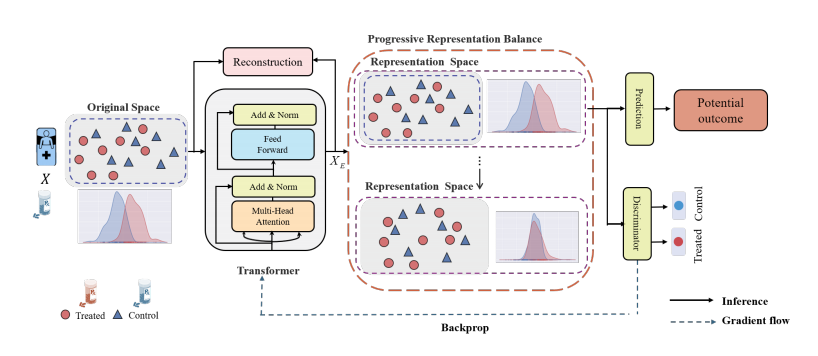 Progressive Representation Balance
Reconstruction
Representation Space
Original Space
Add & Norm
Feed
Forward
Add & Norm
Multi-Head
Attention
Transformer
X
X_E
...
Representation Space
Prediction
Potential
outcome
Discriminator
Control
Treated
Treated
Control
Backprop
Inference
Gradient flow